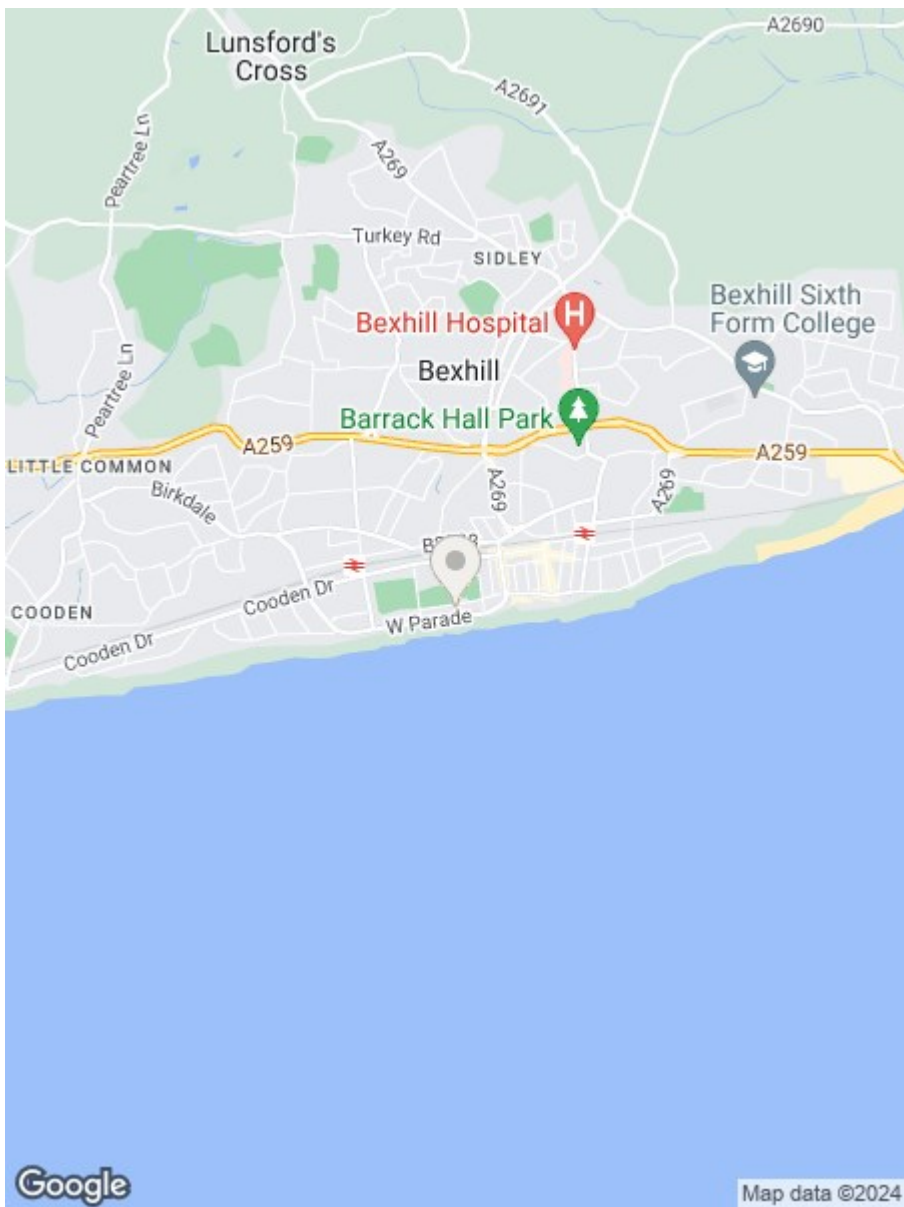 Lunsford's
Cross
A2690
A2691
Peartree Ln
A269
Turkey Rd
SIDLEY
Bexhill Hospital
H
Bexhill Sixth
Form College
Bexhill
Peartree Ln
Barrack Hall Park
A259
A259
LITTLE COMMON
Birkdale
A269
A269
Cooden Dr
COODEN
W Parade
Cooden Dr
Google
Map data ©2024